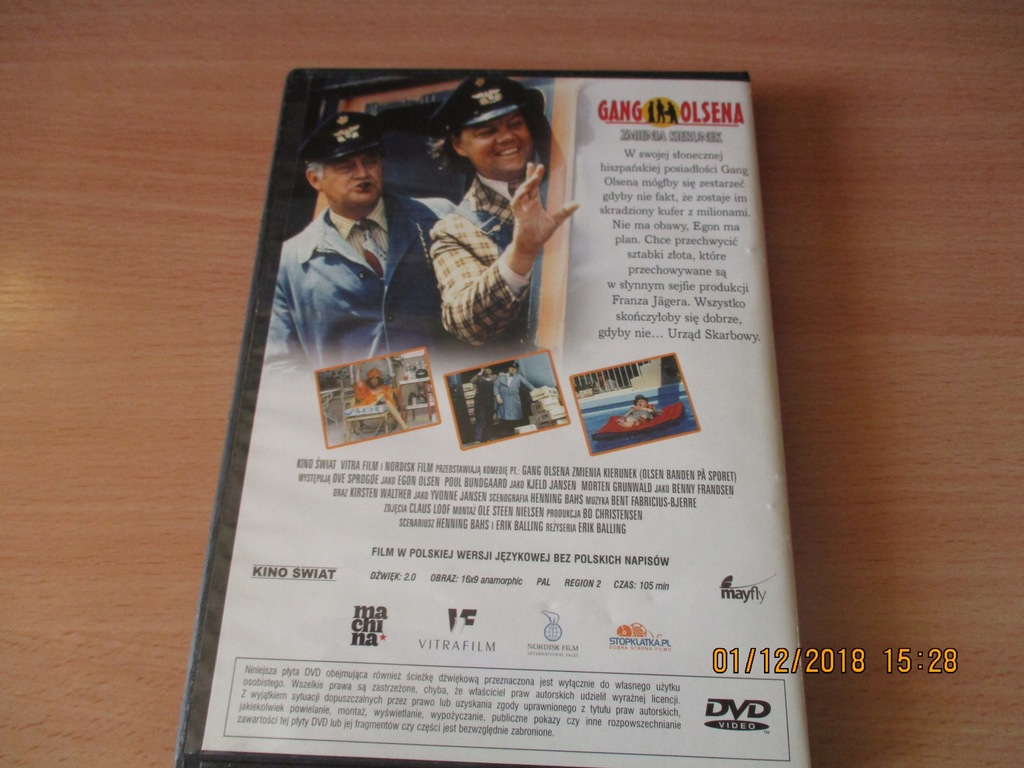 GANG OLSENA
ZMIENIA KIERUNEK
W swojej słonecznej
hiszpańskiej posiadłości Gang
Olsena mógłby się zestarzeć
gdyby nie fakt, że zostaje im
skradziony kufer z milionami.
Nie ma obawy, Egon ma
plan. Chce przechwycić
sztabki złota, które
przechowywane są
w słynnym sejfie produkcji
Franza Jägera. Wszystko
skończyłoby się dobrze,
gdyby nie... Urząd Skarbowy.
KINO ŚWIAT VITRA FILM I NORDISK FILM PRZEDSTAWIAJĄ KOMEDIĘ PT.: GANG OLSENA ZMIENIA KIERUNEK (OLSEN BANDEN PÅ SPORET)
WYSTĘPUJĄ OVE SPROGØE JAKO EGON OLSEN POUL BUNDGAARD JAKO KJELD JANSEN MORTEN GRUNWALD JAKO BENNY FRANDSEN
ORAZ KIRSTEN WALTHER JAKO YVONNE JANSEN SCENOGRAFIA HENNING BAHS MUZYKA BENT FABRICIUS-BJERRE
ZDJĘCIA CLAUS LOOF MONTAŻ OLE STEEN NIELSEN PRODUKCJA BO CHRISTENSEN
SCENARIUSZ HENNING BAHS I ERIK BALLING REŻYSERIA ERIK BALLING
FILM W POLSKIEJ WERSJI JĘZYKOWEJ BEZ POLSKICH NAPISÓW
KINO ŚWIAT
DŹWIĘK: 2.0 OBRAZ: 16x9 anamorphic PAL REGION 2 CZAS: 105 min
mayfly
ma
chi
na
VITRAFILM
NORDISK FILM
INTERNATIONAL SALES
STOPKLATKA.PL
DOBRA STRONA FILMU
01/12/2018 15:28
Niniejsza płyta DVD obejmująca również ścieżkę dźwiękową przeznaczona jest wyłącznie do własnego użytku
osobistego. Wszelkie prawa są zastrzeżone, chyba, że właściciel praw autorskich udzielił wyraźnej licencji.
Z wyjątkiem sytuacji dopuszczalnych przez prawo lub uzyskania zgody uprawnionego z tytułu praw autorskich,
jakiekolwiek powielanie, montaż, wyświetlanie, wypożyczanie, publiczne pokazy czy inne rozpowszechnianie
zawartości tej płyty DVD lub jej fragmentów czy części jest bezwzględnie zabronione.
DVD
VIDEO